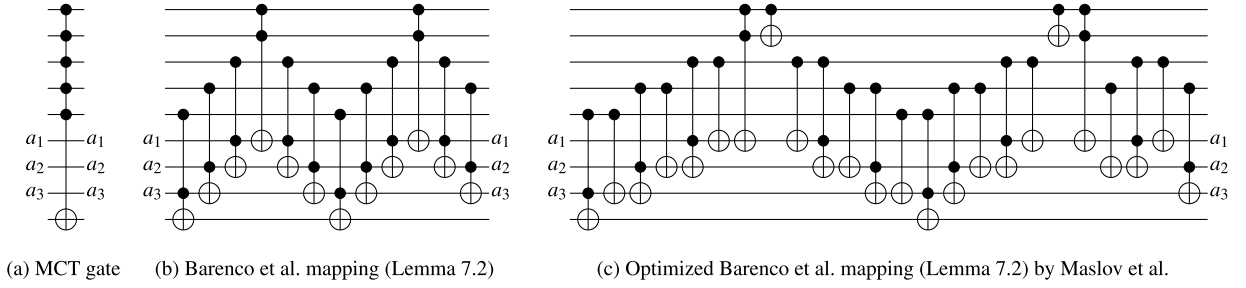 a1 a1 a1 a1 a1 a1
a2 a2 a2 a2 a2 a2
a3 a3 a3 a3 a3 a3
(a) MCT gate (b) Barenco et al. mapping (Lemma 7.2) (c) Optimized Barenco et al. mapping (Lemma 7.2) by Maslov et al.